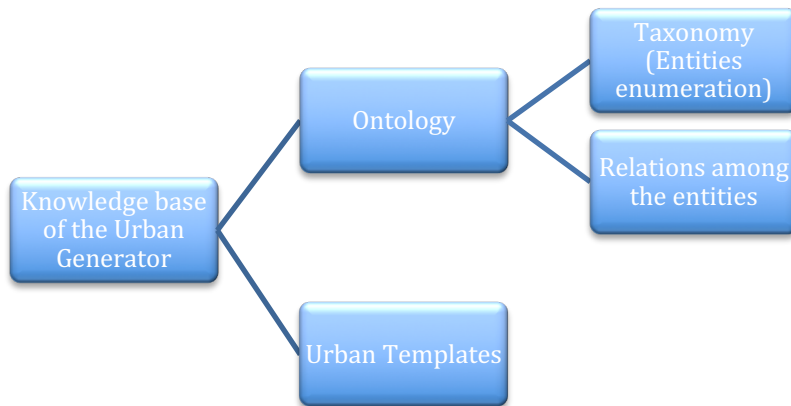 Taxonomy
(Entities
enumeration)
Ontology
Relations among
the entities
Knowledge base
of the Urban
Generator
Urban Templates